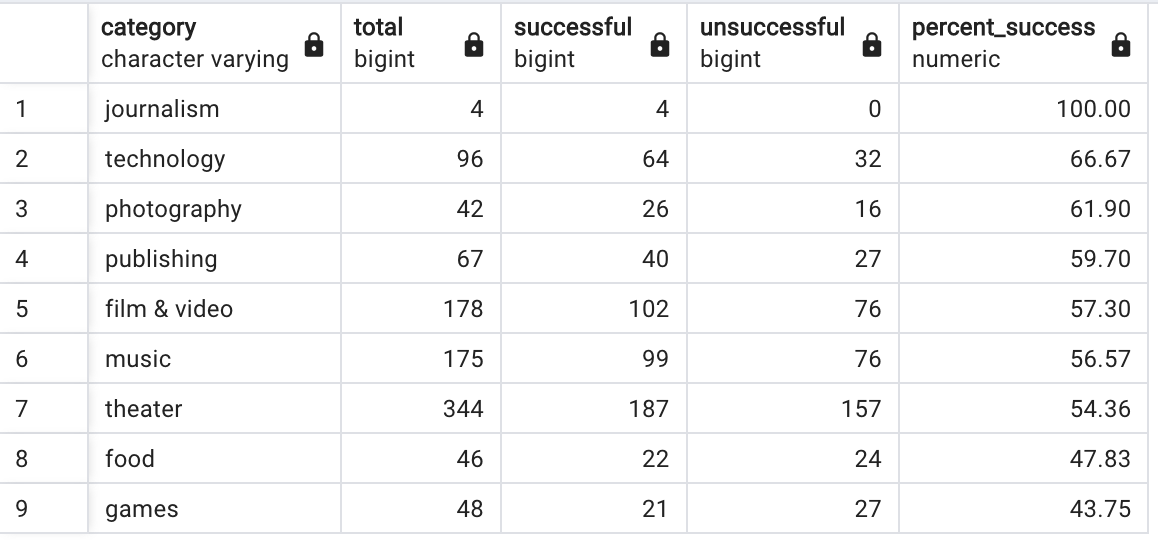 category total successful unsuccessful percent_success
character varying bigint bigint bigint numeric
1 journalism 4 4 0 100.00
2 technology 96 64 32 66.67
3 photography 42 26 16 61.90
4 publishing 67 40 27 59.70
5 film & video 178 102 76 57.30
6 music 175 99 76 56.57
7 theater 344 187 157 54.36
8 food 46 22 24 47.83
9 games 48 21 27 43.75